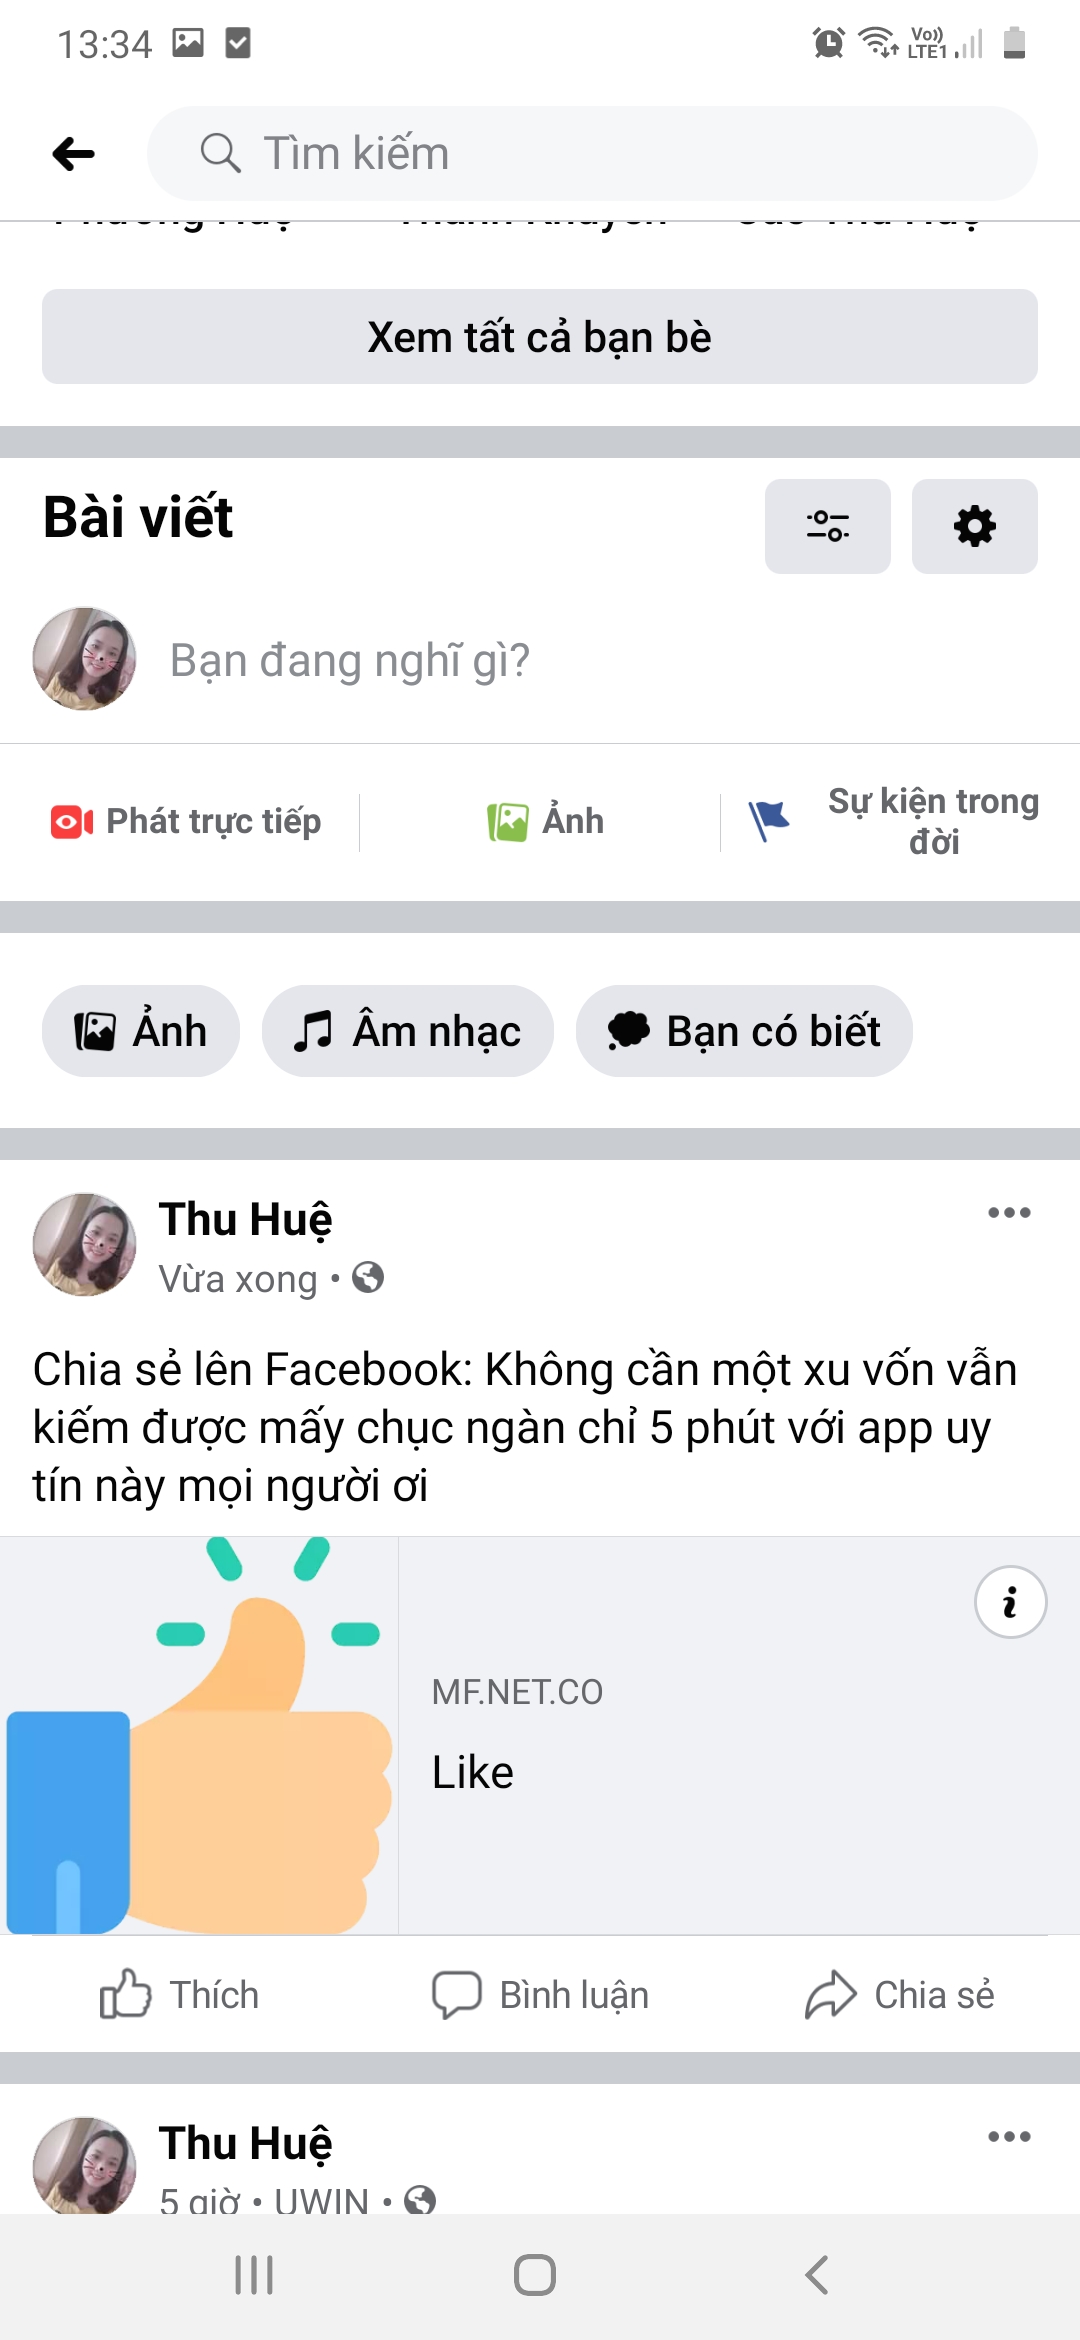 13:34
Vo))
LTE1
Tìm kiếm
Xem tất cả bạn bè
Bài viết
Bạn đang nghĩ gì?
Phát trực tiếp
Ảnh
Sự kiện trong
đời
Ảnh
Âm nhạc
Bạn có biết
Thu Huệ
Vừa xong •
Chia sẻ lên Facebook: Không cần một xu vốn vẫn
kiếm được mấy chục ngàn chỉ 5 phút với app uy
tín này mọi người ơi
MF.NET.CO
Like
Thích
Bình luận
Chia sẻ
Thu Huệ
5 giờ • UWIN •